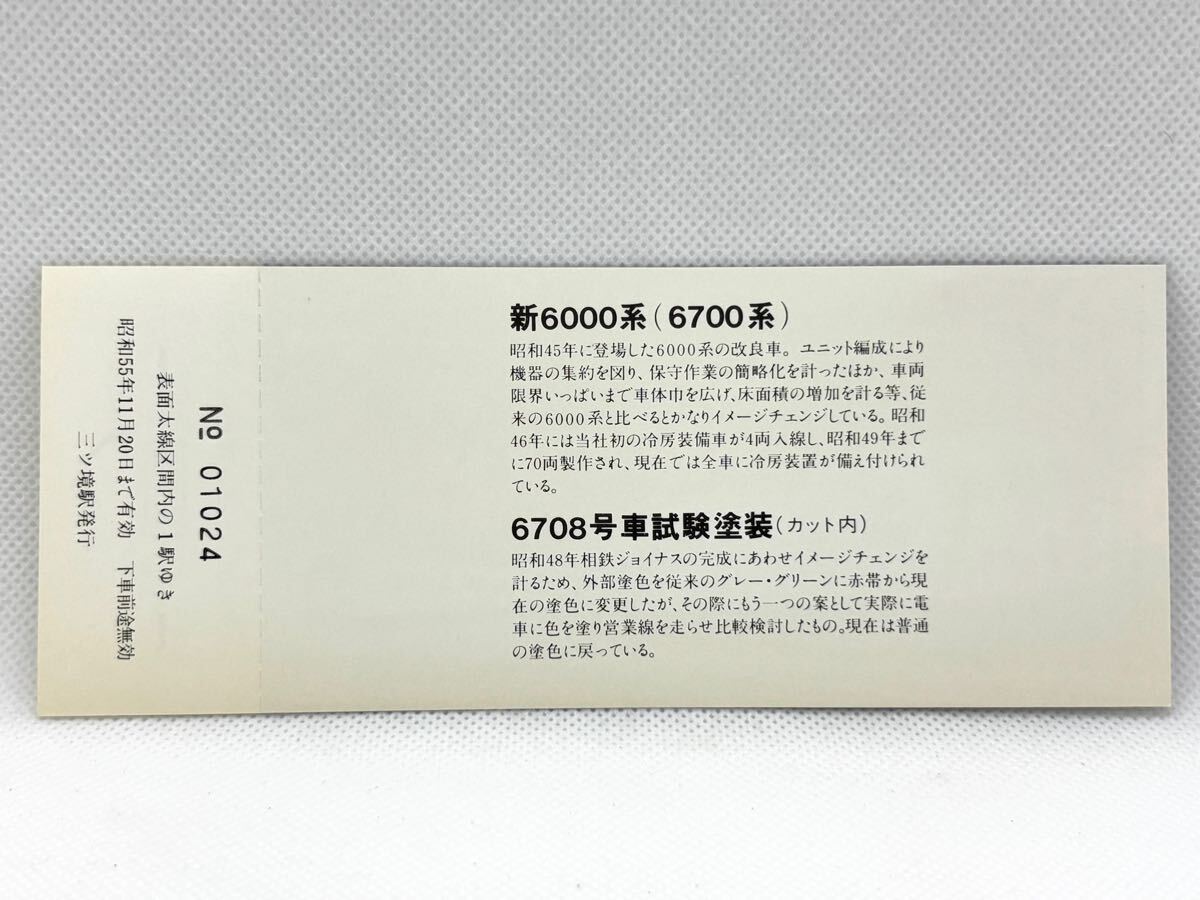 新6000系(6700系)
昭和45年に登場した6000系の改良車。ユニット編成により
機器の集約を図り、保守作業の簡略化を計ったほか、車両
限界いっぱいまで車体巾を広げ、床面積の増加を計る等、従
来の6000系と比べるとかなりイメージチェンジしている。昭和
46年には当社初の冷房装備車が4両入線し、昭和49年まで
に70両製作され、現在では全車に冷房装置が備え付けられ
ている。
6708号車試験塗装(カット内)
昭和48年相鉄ジョイナスの完成にあわせイメージチェンジを
計るため、外部塗色を従来のグレー・グリーンに赤帯から現
在の塗色に変更したが、その際にもう一つの案として実際に電
車に色を塗り営業線を走らせ比較検討したもの。現在は普通
の塗色に戻っている。
№ 01024
表面太線区間内の1駅ゆき
昭和55年11月20日まで有効 下車前途無効
三ツ境駅発行